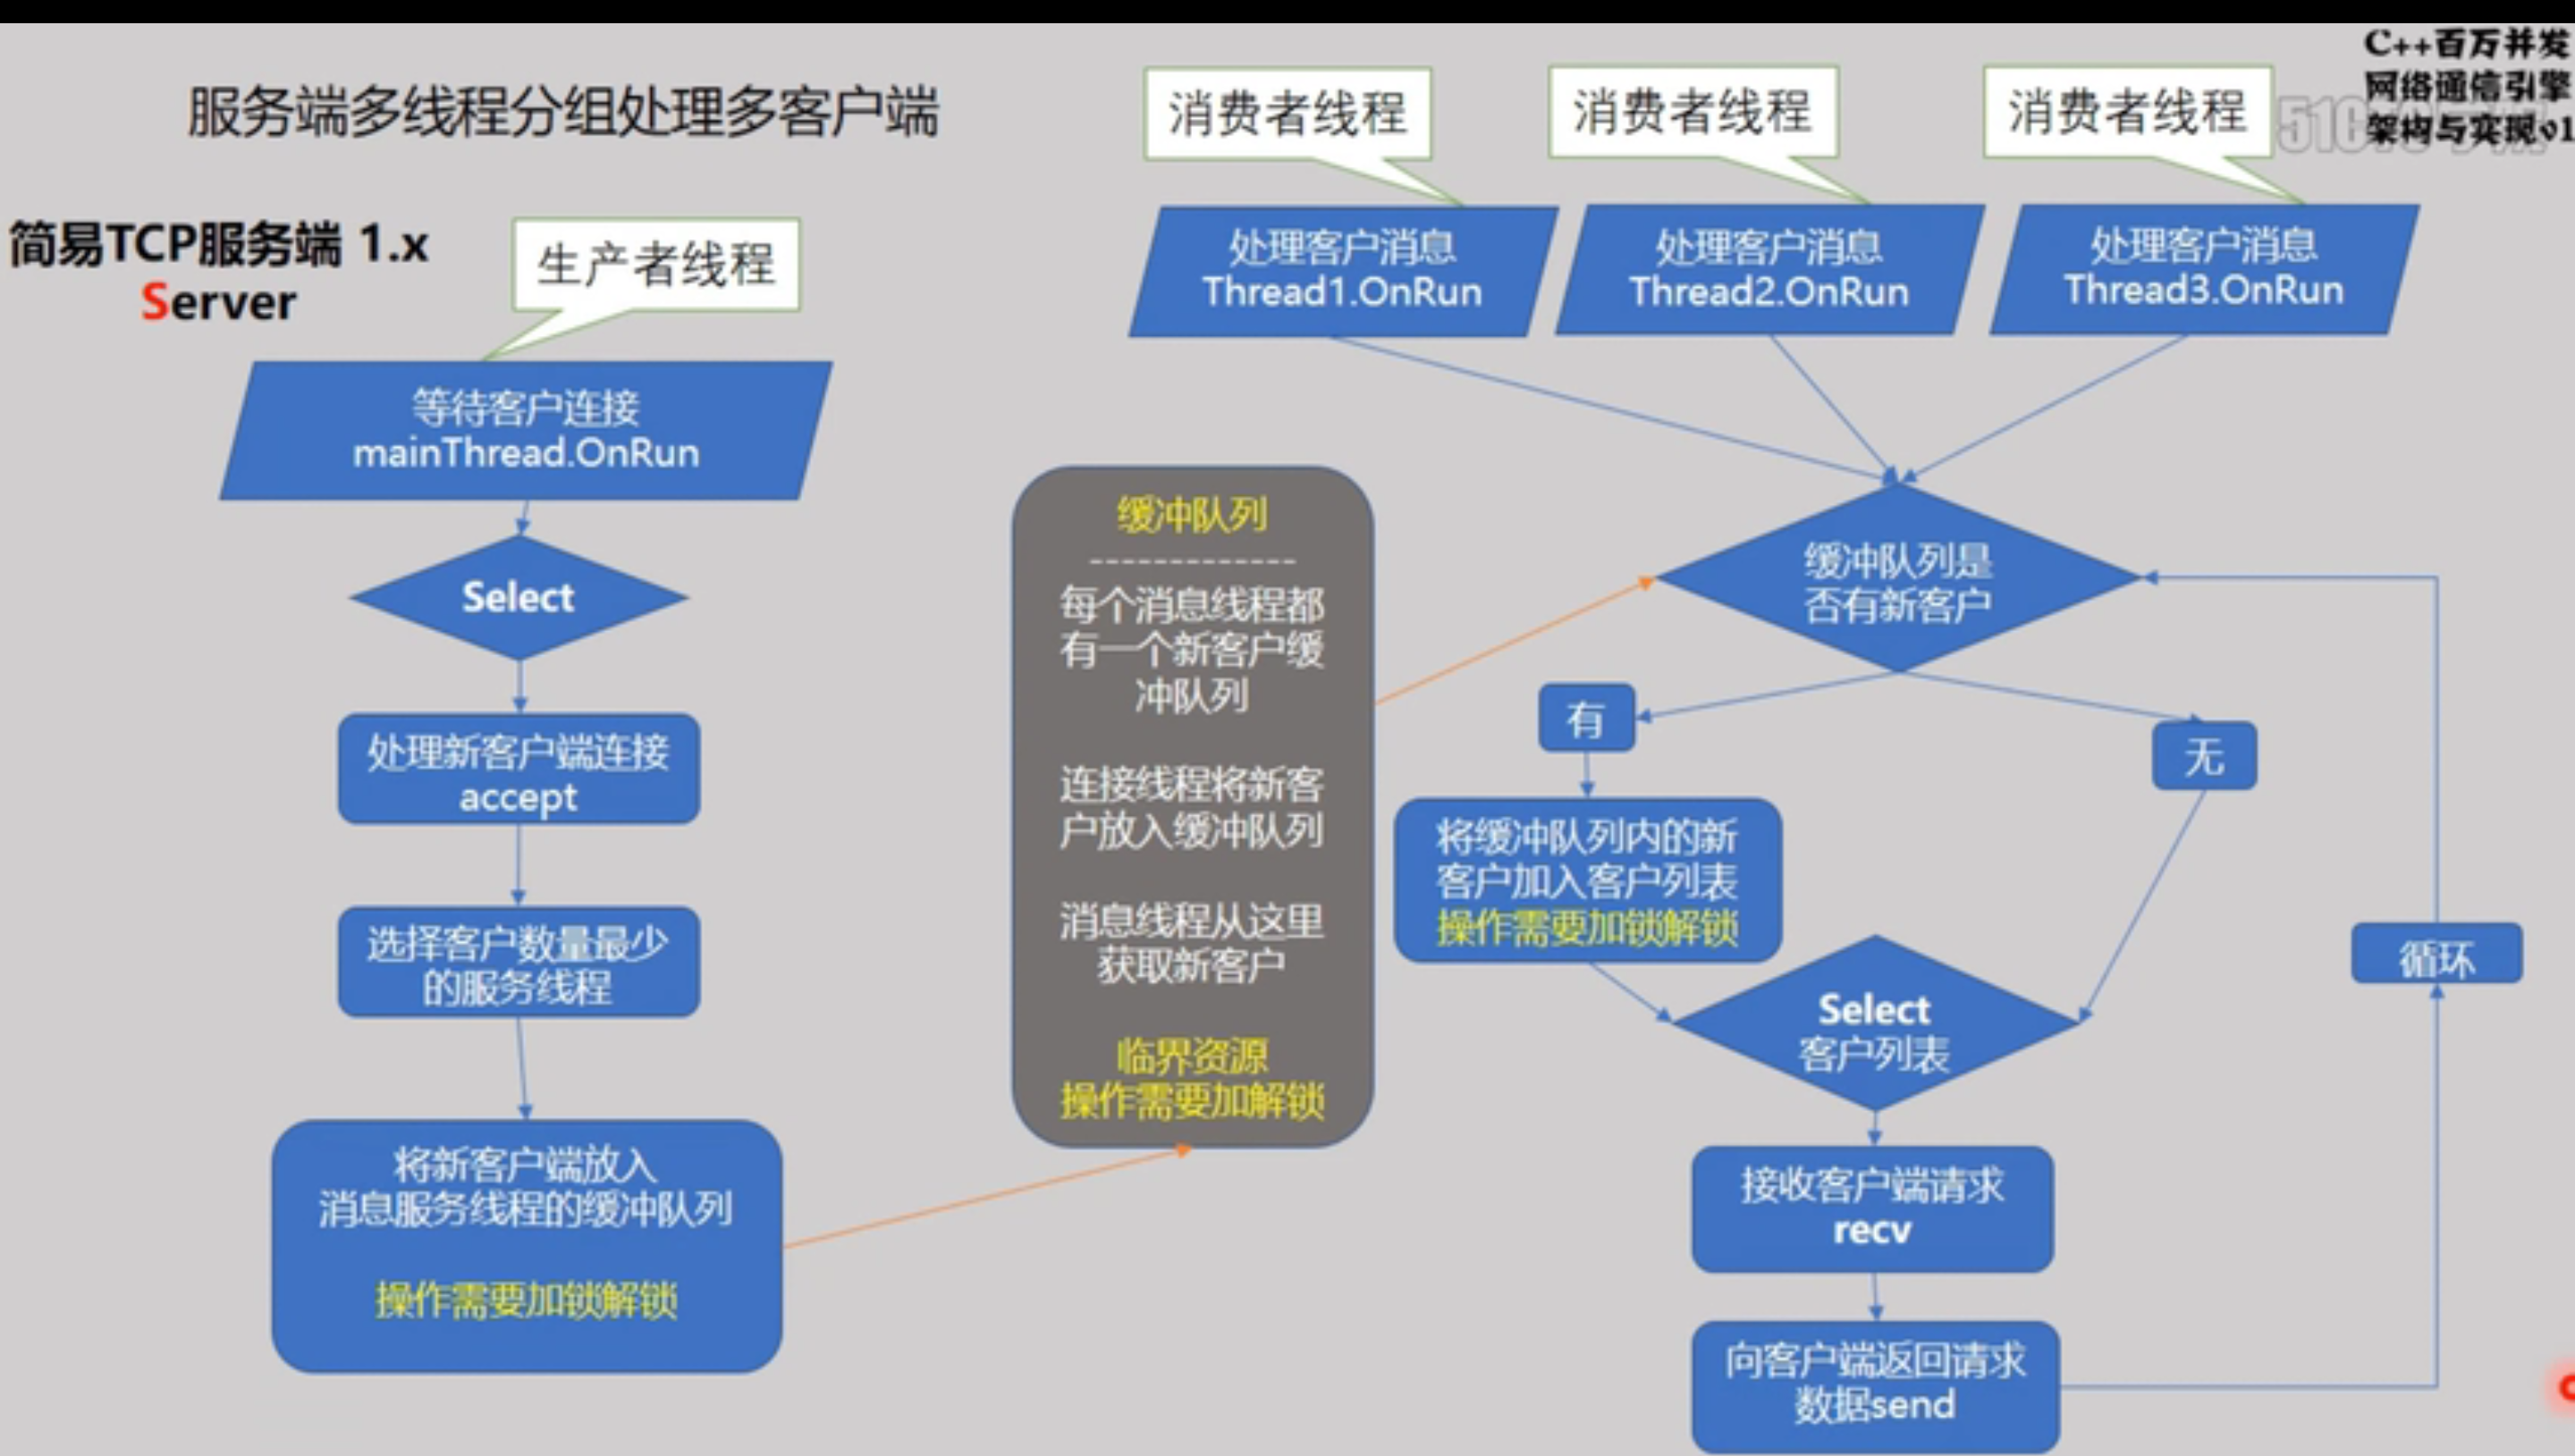 C++百万并发
网络通信引擎
架构与实现01
服务端多线程分组处理多客户端
简易TCP服务端 1.x
Server
生产者线程
等待客户连接
mainThread.OnRun
Select
处理新客户端连接
accept
选择客户数量最少
的服务线程
将新客户端放入
消息服务线程的缓冲队列
操作需要加锁解锁
缓冲队列
-------------
每个消息线程都
有一个新客户缓
冲队列
连接线程将新客
户放入缓冲队列
消息线程从这里
获取新客户
临界资源
操作需要加解锁
消费者线程
消费者线程
消费者线程
处理客户消息
Thread1.OnRun
处理客户消息
Thread2.OnRun
处理客户消息
Thread3.OnRun
缓冲队列是
否有新客户
有
无
将缓冲队列内的新
客户加入客户列表
操作需要加锁解锁
Select
客户列表
接收客户端请求
recv
向客户端返回请求
数据send
循环